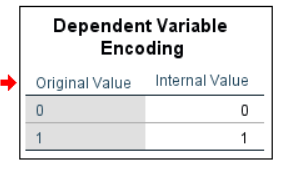 Dependent Variable
Encoding
Original Value Internal Value
0 0
1 1